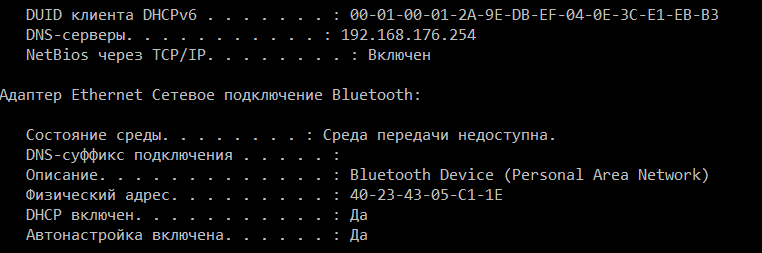 DUID клиента DHCPv6 . . . . . . . : 00-01-00-01-2A-9E-DB-EF-04-0E-3C-E1-EB-B3
DNS-серверы. . . . . . . . . . . : 192.168.176.254
NetBios через TCP/IP. . . . . . . . : Включен
Адаптер Ethernet Сетевое подключение Bluetooth:
Состояние среды. . . . . . . . : Среда передачи недоступна.
DNS-суффикс подключения . . . . . :
Описание. . . . . . . . . . . . . : Bluetooth Device (Personal Area Network)
Физический адрес. . . . . . . . . : 40-23-43-05-C1-1E
DHCP включен. . . . . . . . . . . : Да
Автонастройка включена. . . . . . : Да